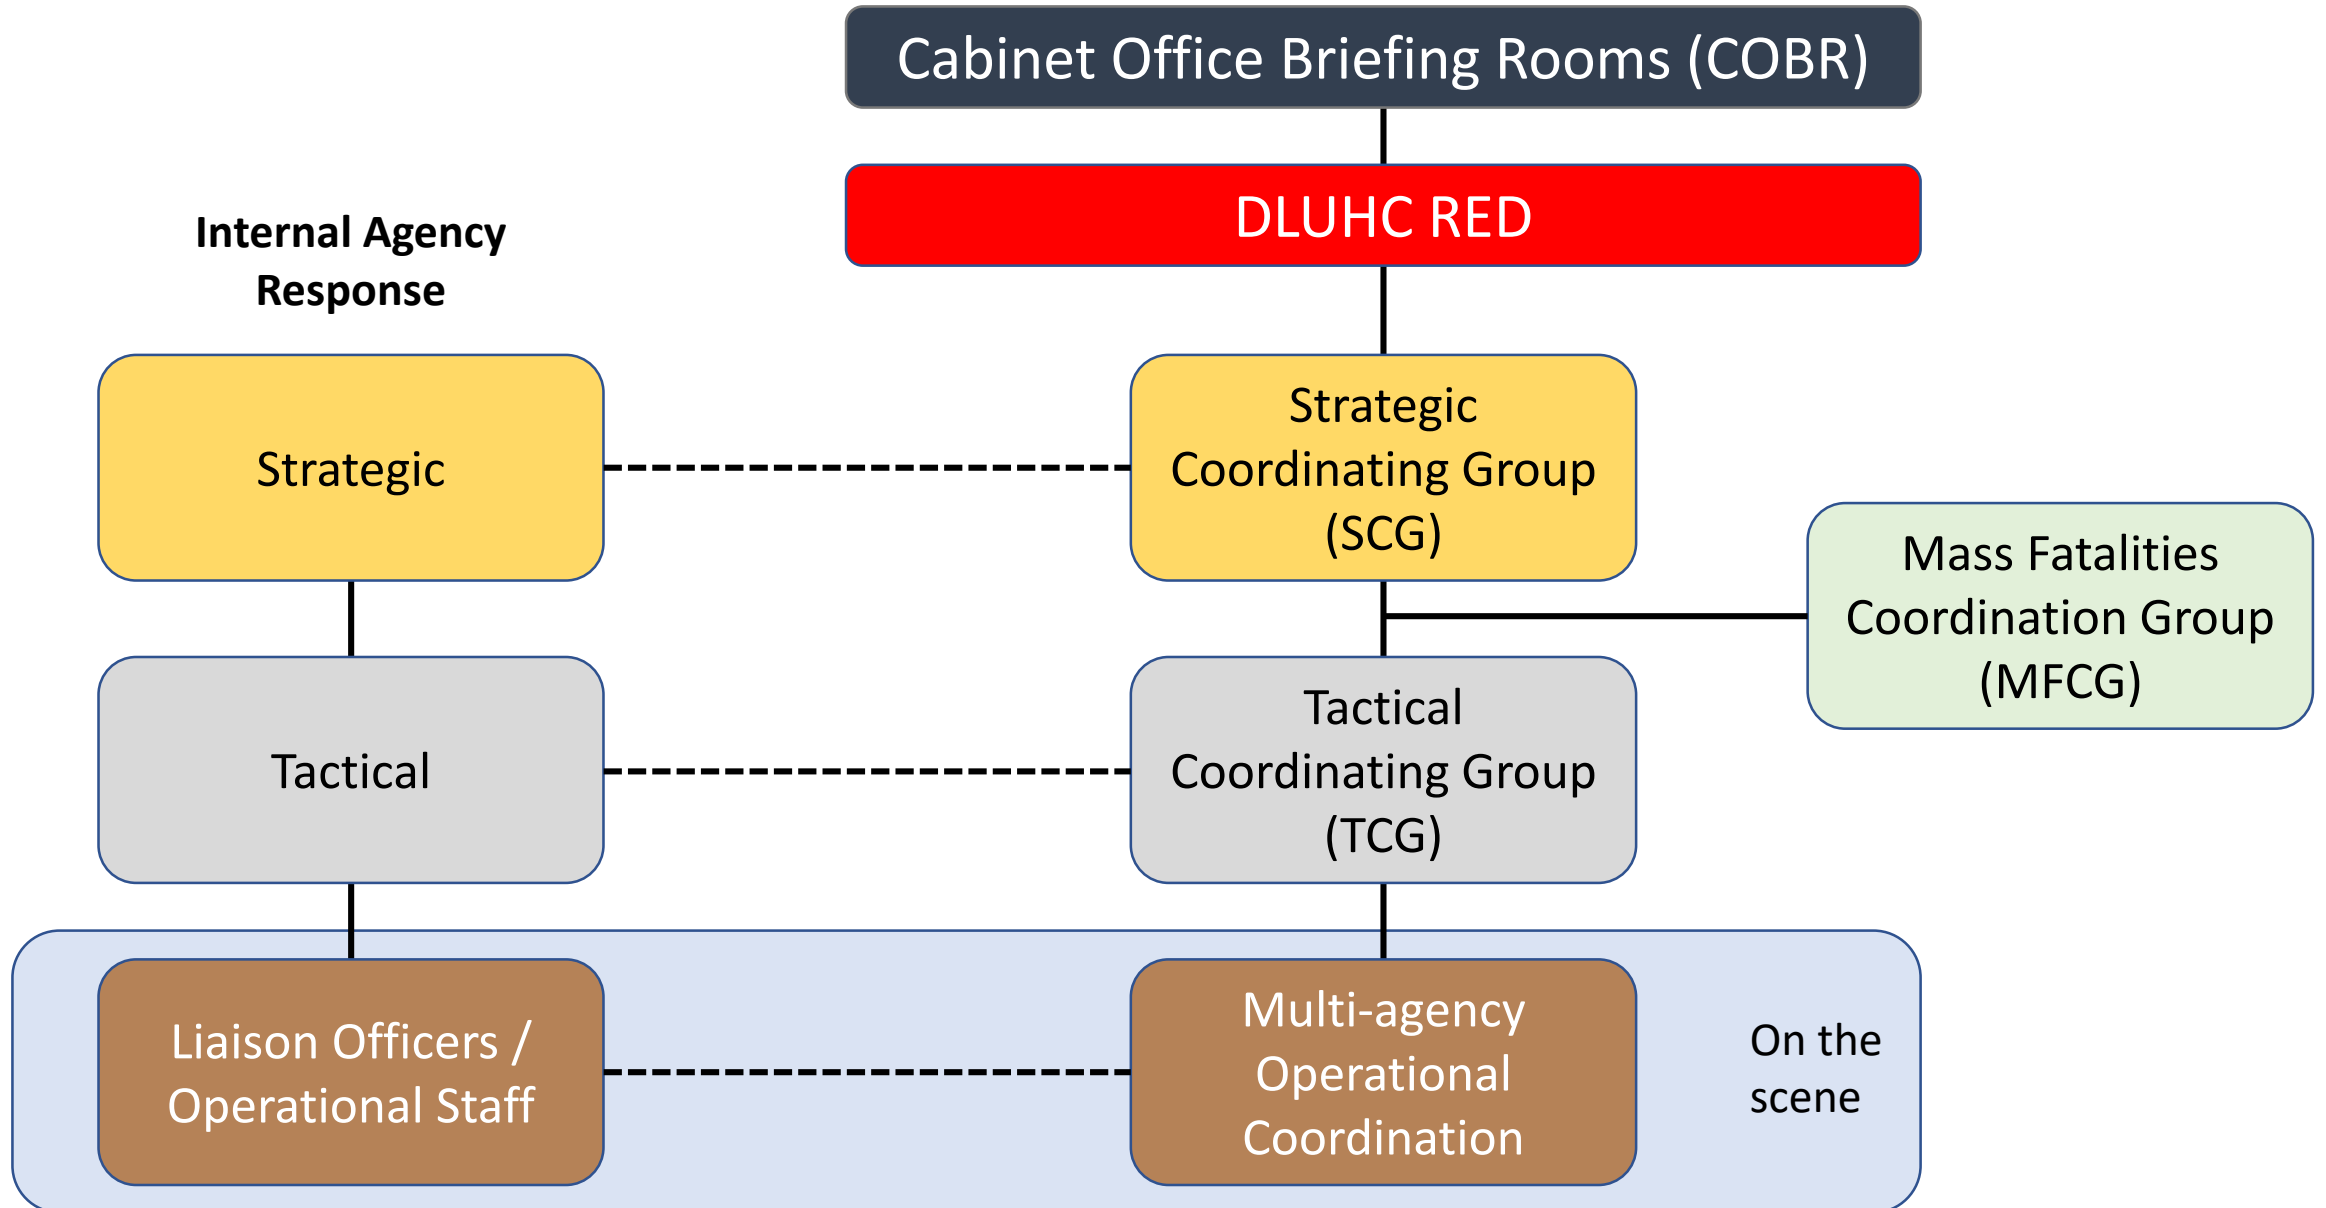 Cabinet Office Briefing Rooms (COBR)
DLUHC RED
Internal Agency
Response
Strategic
Strategic
Coordinating Group
(SCG)
Mass Fatalities
Coordination Group
(MFCG)
Tactical
Tactical
Coordinating Group
(TCG)
Liaison Officers /
Operational Staff
Multi-agency
Operational
Coordination
On the
scene